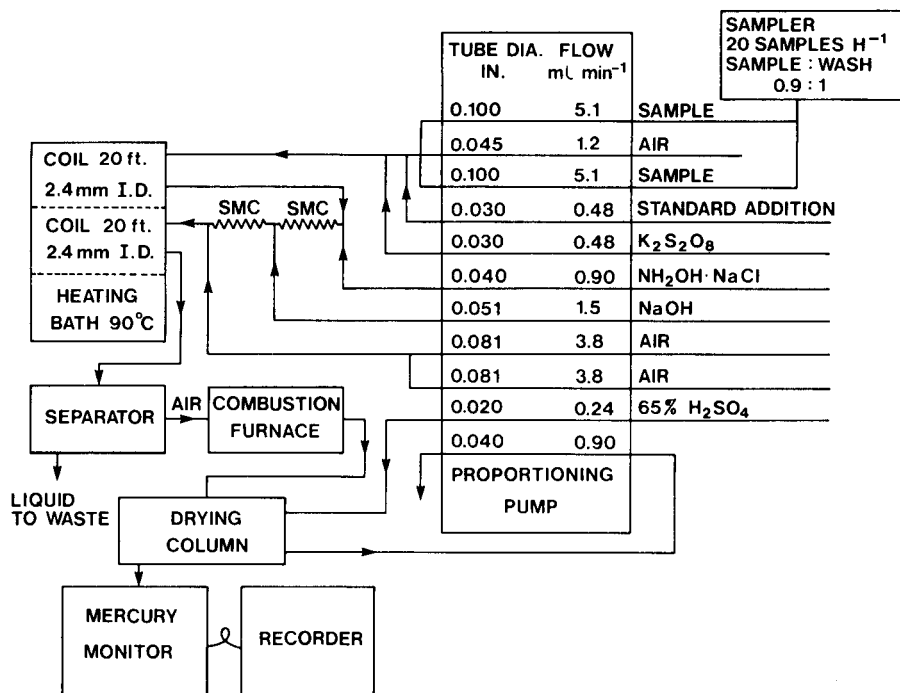 SAMPLER
20 SAMPLES H⁻¹
SAMPLE : WASH
0.9 : 1
TUBE DIA. FLOW
IN. ml min⁻¹
0.100 5.1 SAMPLE
0.045 1.2 AIR
0.100 5.1 SAMPLE
0.030 0.48 STANDARD ADDITION
0.030 0.48 K₂S₂O₈
0.040 0.90 NH₂OH·NaCl
0.051 1.5 NaOH
0.081 3.8 AIR
0.081 3.8 AIR
0.020 0.24 65% H₂SO₄
0.040 0.90
PROPORTIONING
PUMP
COIL 20 ft.
2.4 mm I.D.
COIL 20 ft.
2.4 mm I.D.
HEATING
BATH 90°C
SMC SMC
SEPARATOR
AIR
COMBUSTION
FURNACE
LIQUID
TO WASTE
DRYING
COLUMN
MERCURY
MONITOR
RECORDER